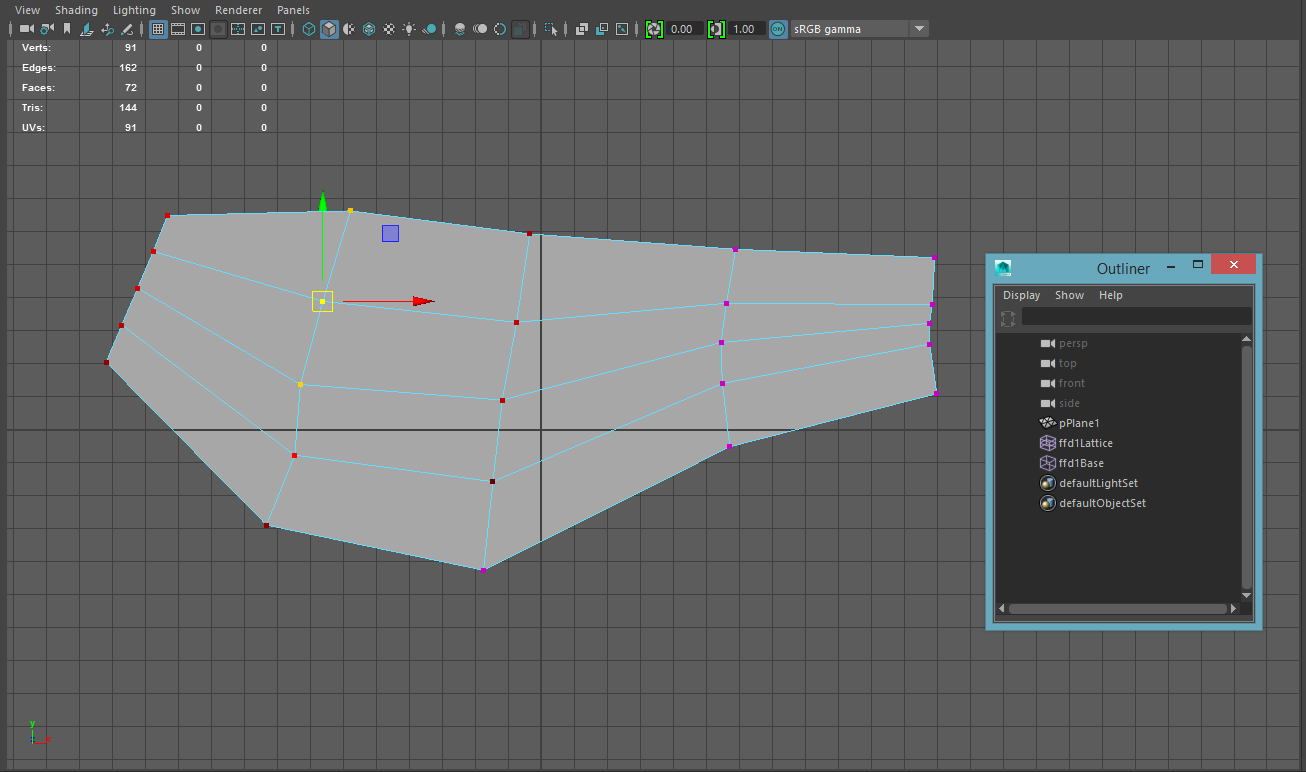 View Shading Lighting Show Renderer Panels
0.00 1.00 ON sRGB gamma
Verts: 91 0 0
Edges: 162 0 0
Faces: 72 0 0
Tris: 144 0 0
UVs: 91 0 0
Outliner
Display Show Help
persp
top
front
side
pPlane1
ffd1Lattice
ffd1Base
defaultLightSet
defaultObjectSet
y
x